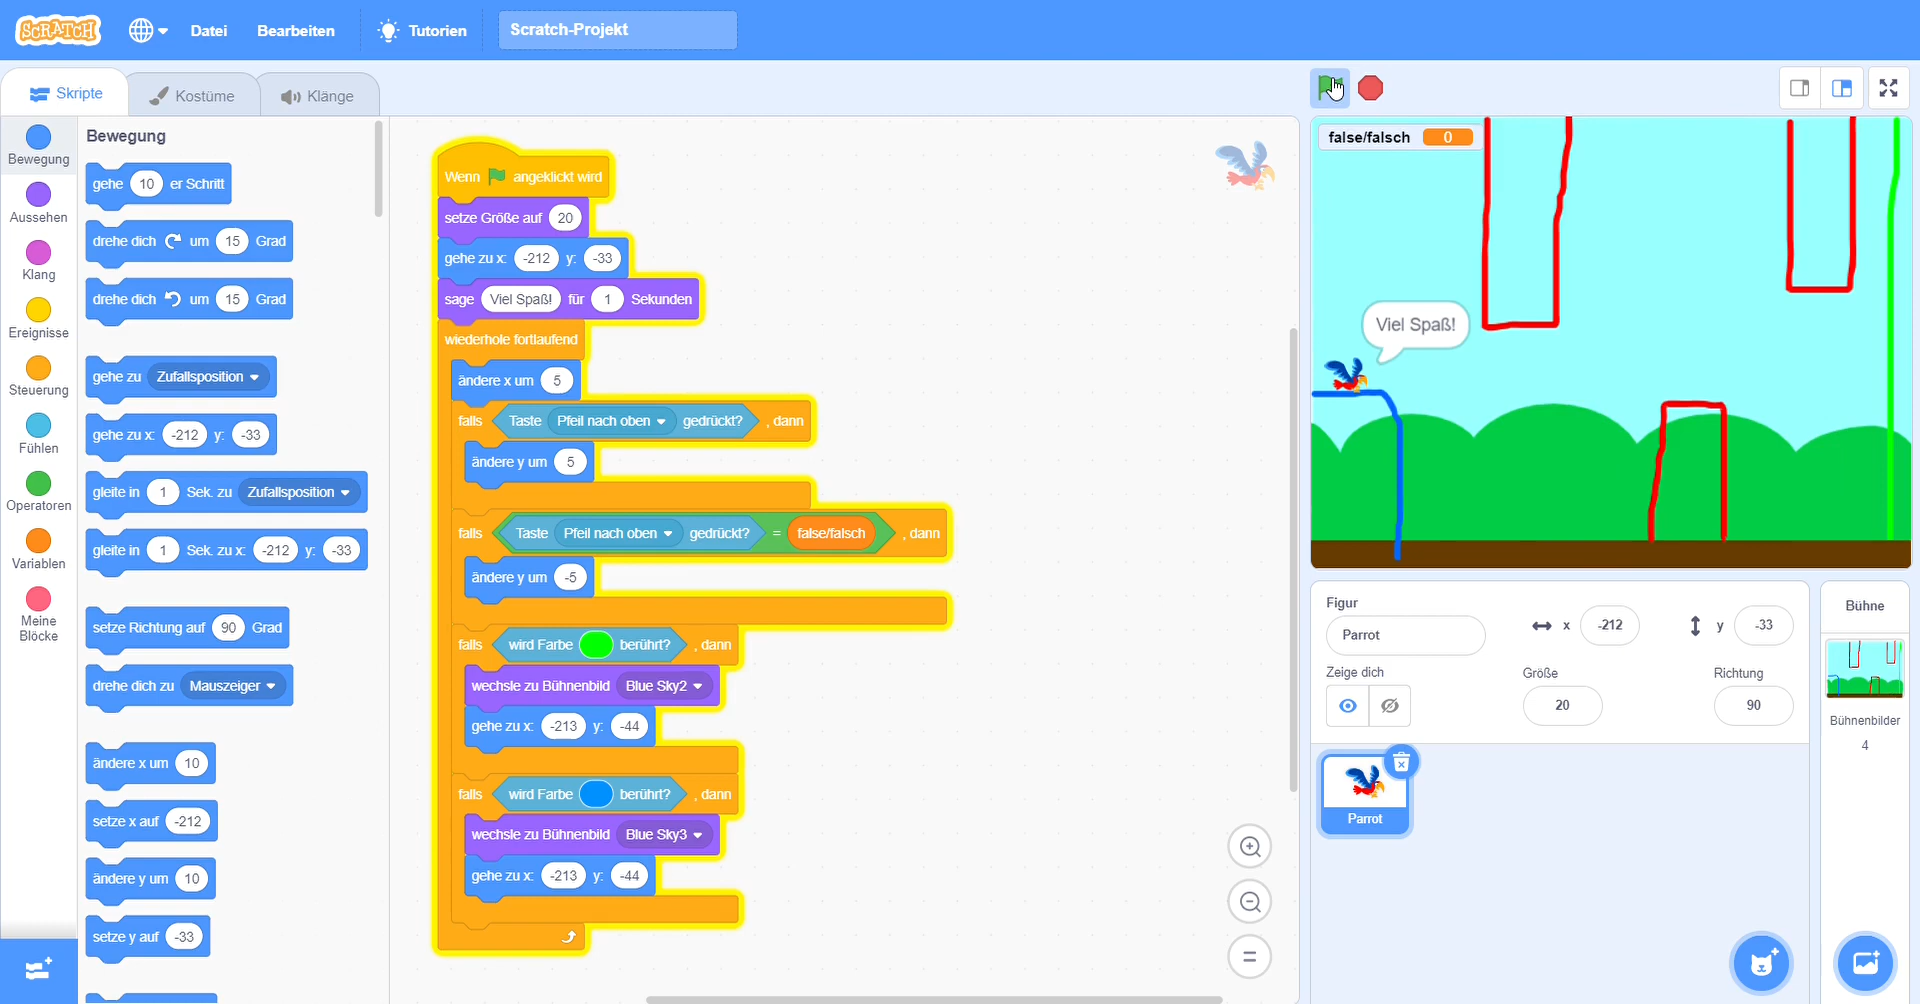 SCRATCH
Datei
Bearbeiten
Tutorien
Scratch-Projekt
Skripte
Kostüme
Klänge
Bewegung
Aussehen
Klang
Ereignisse
Steuerung
Fühlen
Operatoren
Variablen
Meine
Blöcke
Bewegung
gehe 10 er Schritt
drehe dich um 15 Grad
drehe dich um 15 Grad
gehe zu Zufallsposition
gehe zu x: -212 y: -33
gleite in 1 Sek. zu Zufallsposition
gleite in 1 Sek. zu x: -212 y: -33
setze Richtung auf 90 Grad
drehe dich zu Mauszeiger
ändere x um 10
setze x auf -212
ändere y um 10
setze y auf -33
Wenn angeklickt wird
setze Größe auf 20
gehe zu x: -212 y: -33
sage Viel Spaß! für 1 Sekunden
wiederhole fortlaufend
ändere x um 5
falls Taste Pfeil nach oben gedrückt? , dann
ändere y um 5
falls Taste Pfeil nach oben gedrückt? = false/falsch , dann
ändere y um -5
falls wird Farbe berührt? , dann
wechsle zu Bühnenbild Blue Sky2
gehe zu x: -213 y: -44
falls wird Farbe berührt? , dann
wechsle zu Bühnenbild Blue Sky3
gehe zu x: -213 y: -44
false/falsch 0
Viel Spaß!
Figur
Parrot
x -212
y -33
Zeige dich
Größe
20
Richtung
90
Parrot
Bühne
Bühnenbilder
4